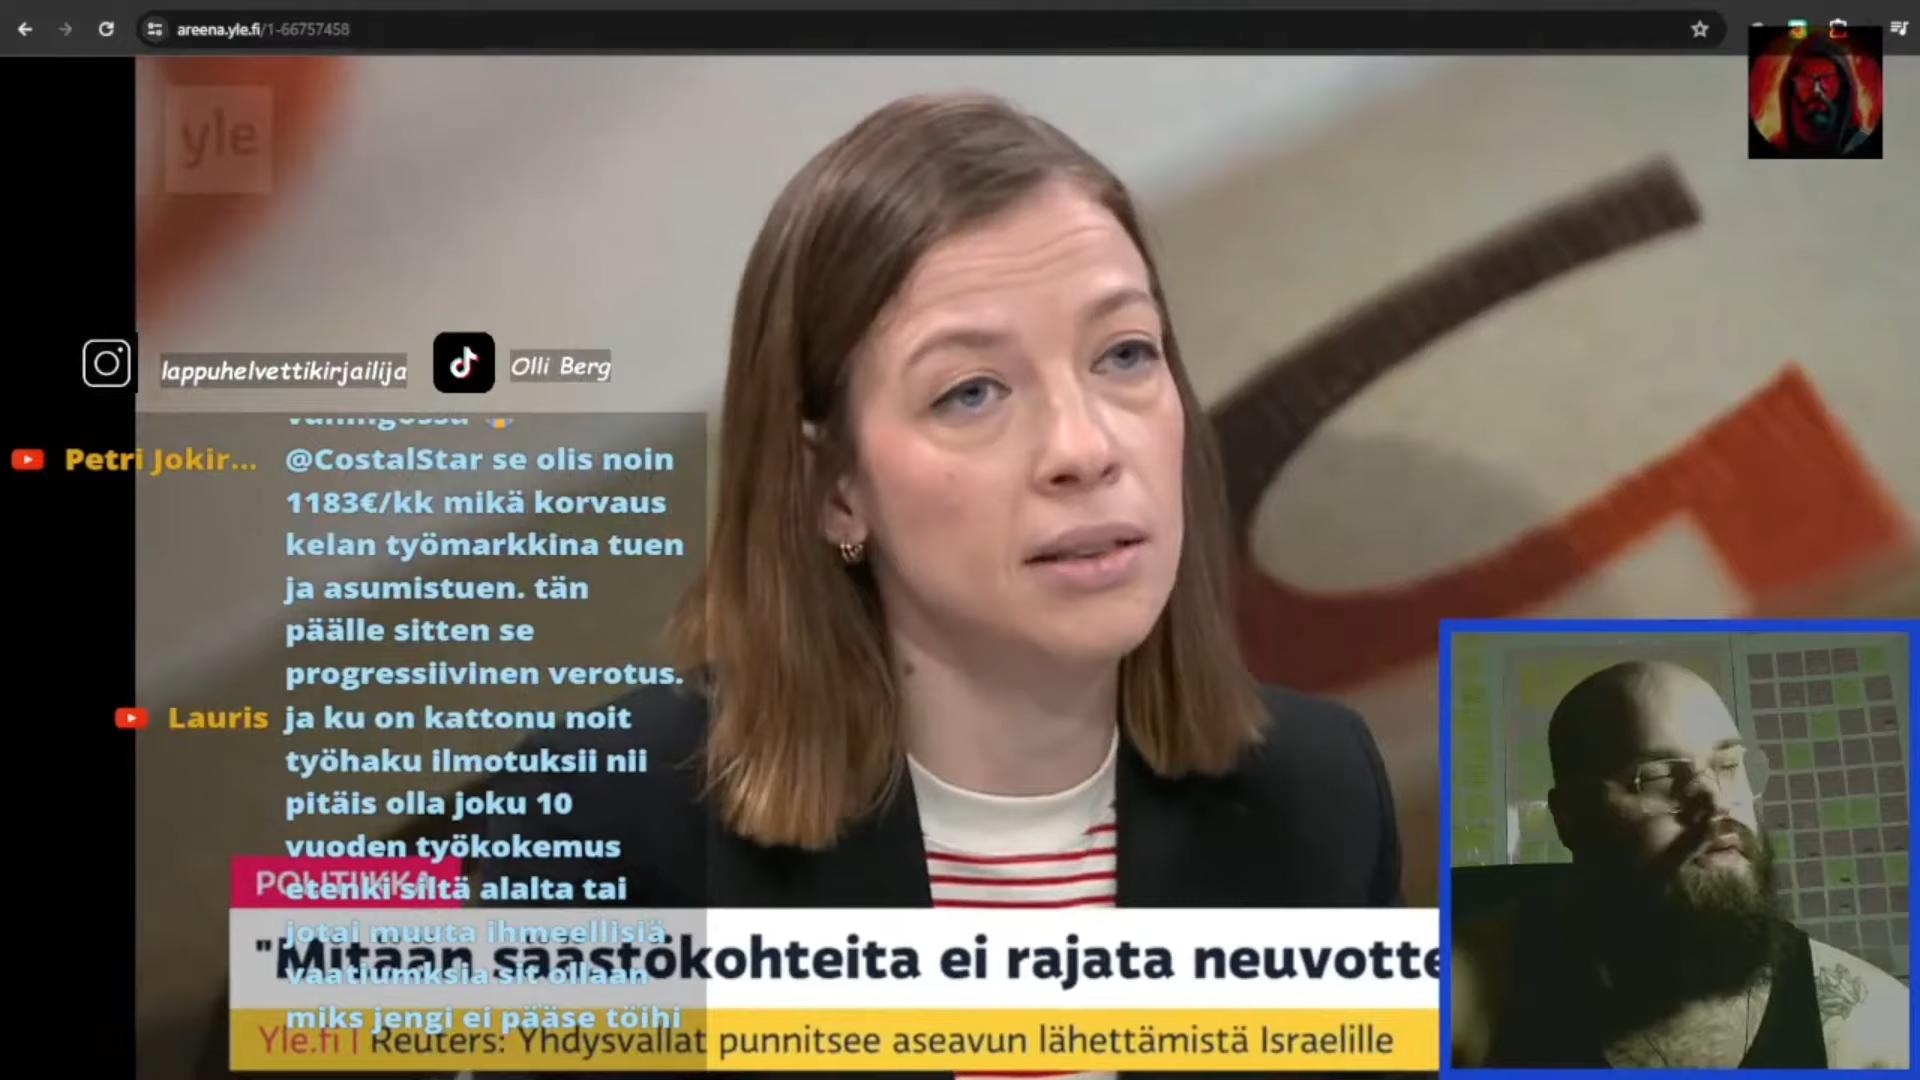 areena.yle.fi/1-66757458
yle
lappuhelvettikirjailija
Olli Berg
Petri Jokir...
@CostalStar se olis noin
1183€/kk mikä korvaus
kelan työmarkkina tuen
ja asumistuen. tän
päälle sitten se
progressiivinen verotus.
Lauris
ja ku on kattonu noit
työhaku ilmotuksii nii
pitäis olla joku 10
vuoden työkokemus
etenki siltä alalta tai
jotai muuta ihmeellisiä
vaatiumksia sit ollaan
miks jengi ei pääse töihi
POLITIIKKA
"Mitään säästökohteita ei rajata neuvotte
Yle.fi | Reuters: Yhdysvallat punnitsee aseavun lähettämistä Israelille